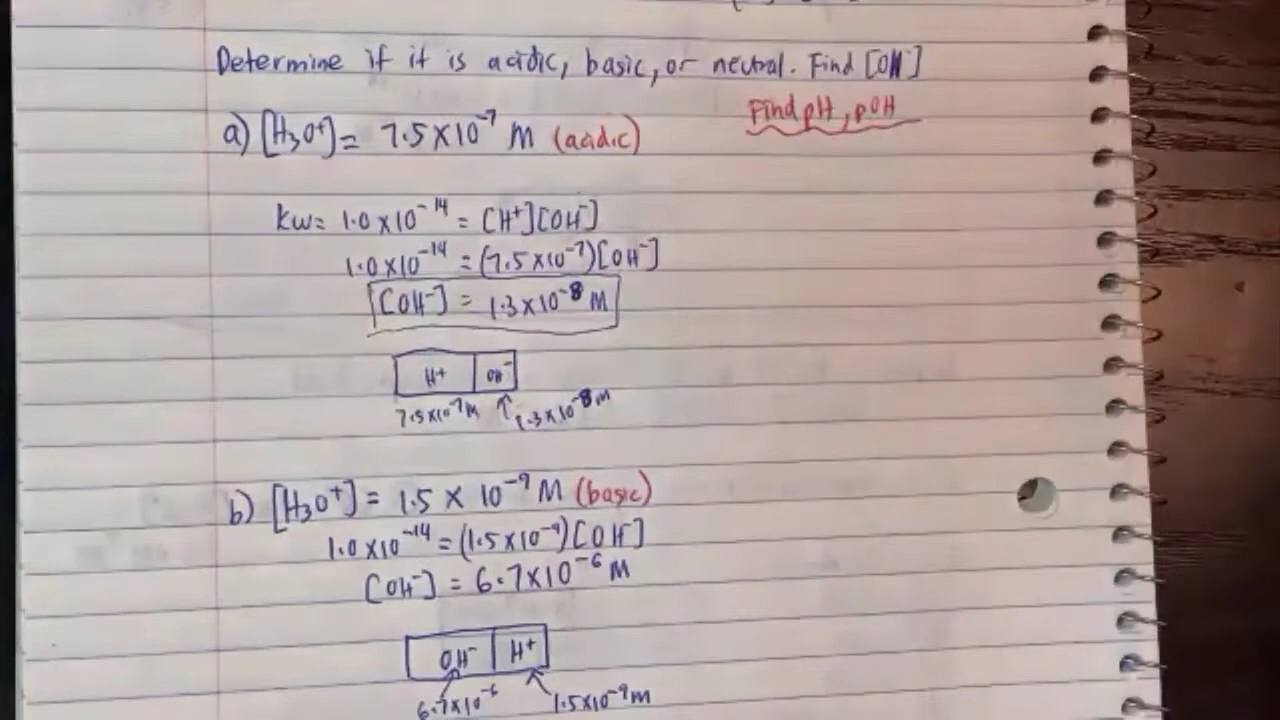 Determine if it is acidic, basic, or neutral. Find [OH⁻]
Find pH, pOH
a) [H₃O⁺] = 7.5 x 10⁻⁷ M (acidic)
Kw = 1.0 x 10⁻¹⁴ = [H⁺][OH⁻]
1.0 x 10⁻¹⁴ = (7.5 x 10⁻⁷)[OH⁻]
[OH⁻] = 1.3 x 10⁻⁸ M
H⁺ OH⁻
7.5 x 10⁻⁷ M 1.3 x 10⁻⁸ M
b) [H₃O⁺] = 1.5 x 10⁻⁹ M (basic)
1.0 x 10⁻¹⁴ = (1.5 x 10⁻⁹)[OH⁻]
[OH⁻] = 6.7 x 10⁻⁶ M
OH⁻ H⁺
6.7 x 10⁻⁶ 1.5 x 10⁻⁹ M